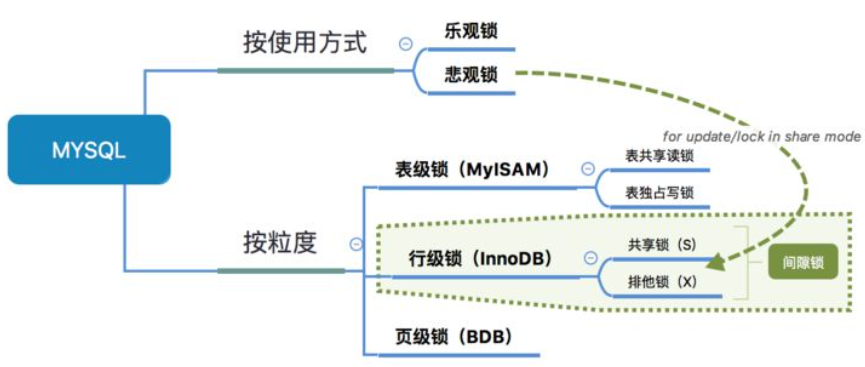 MYSQL
按使用方式
乐观锁
悲观锁
for update/lock in share mode
按粒度
表级锁（MyISAM）
表共享读锁
表独占写锁
行级锁（InnoDB）
共享锁（S）
排他锁（X）
间隙锁
页级锁（BDB）